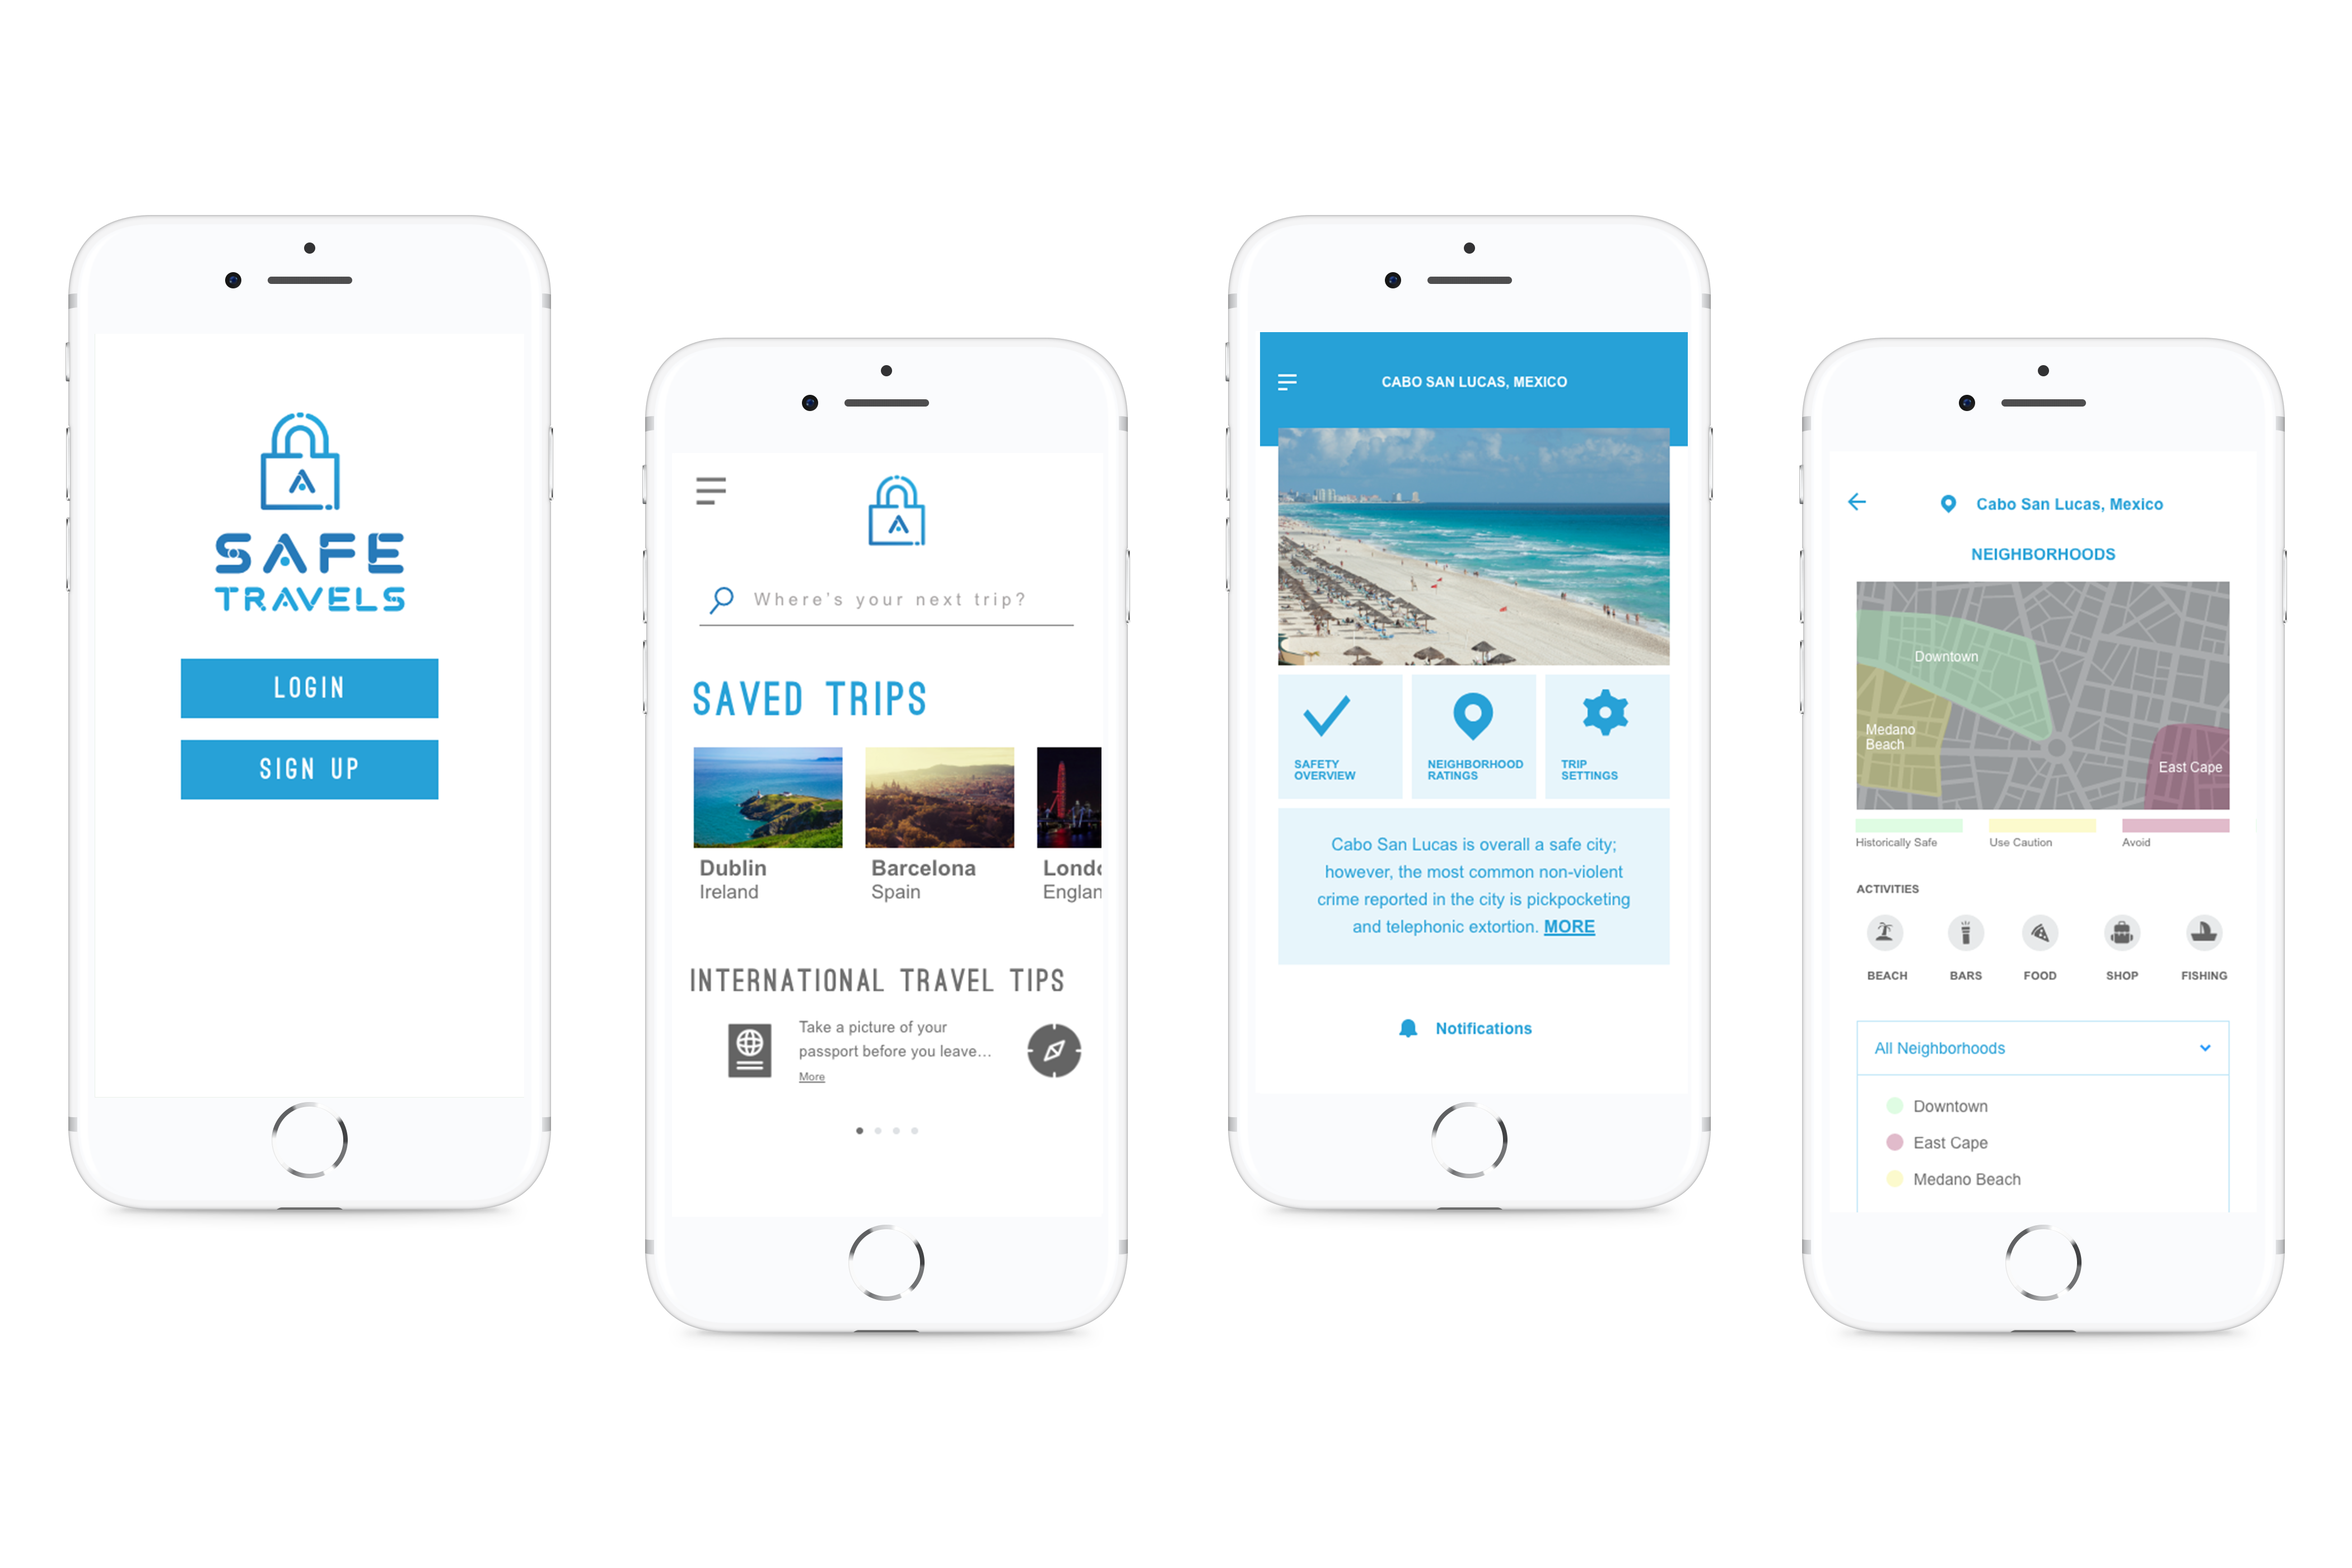 A
SAFE
TRAVELS
LOGIN
SIGN UP
A
Where's your next trip?
SAVED TRIPS
Dublin
Ireland
Barcelona
Spain
Londo
Englan
INTERNATIONAL TRAVEL TIPS
Take a picture of your
passport before you leave...
More
CABO SAN LUCAS, MEXICO
SAFETY
OVERVIEW
NEIGHBORHOOD
RATINGS
TRIP
SETTINGS
Cabo San Lucas is overall a safe city;
however, the most common non-violent
crime reported in the city is pickpocketing
and telephonic extortion. MORE
Notifications
Cabo San Lucas, Mexico
NEIGHBORHOODS
Downtown
Medano
Beach
East Cape
Historically Safe
Use Caution
Avoid
ACTIVITIES
BEACH
BARS
FOOD
SHOP
FISHING
All Neighborhoods
Downtown
East Cape
Medano Beach